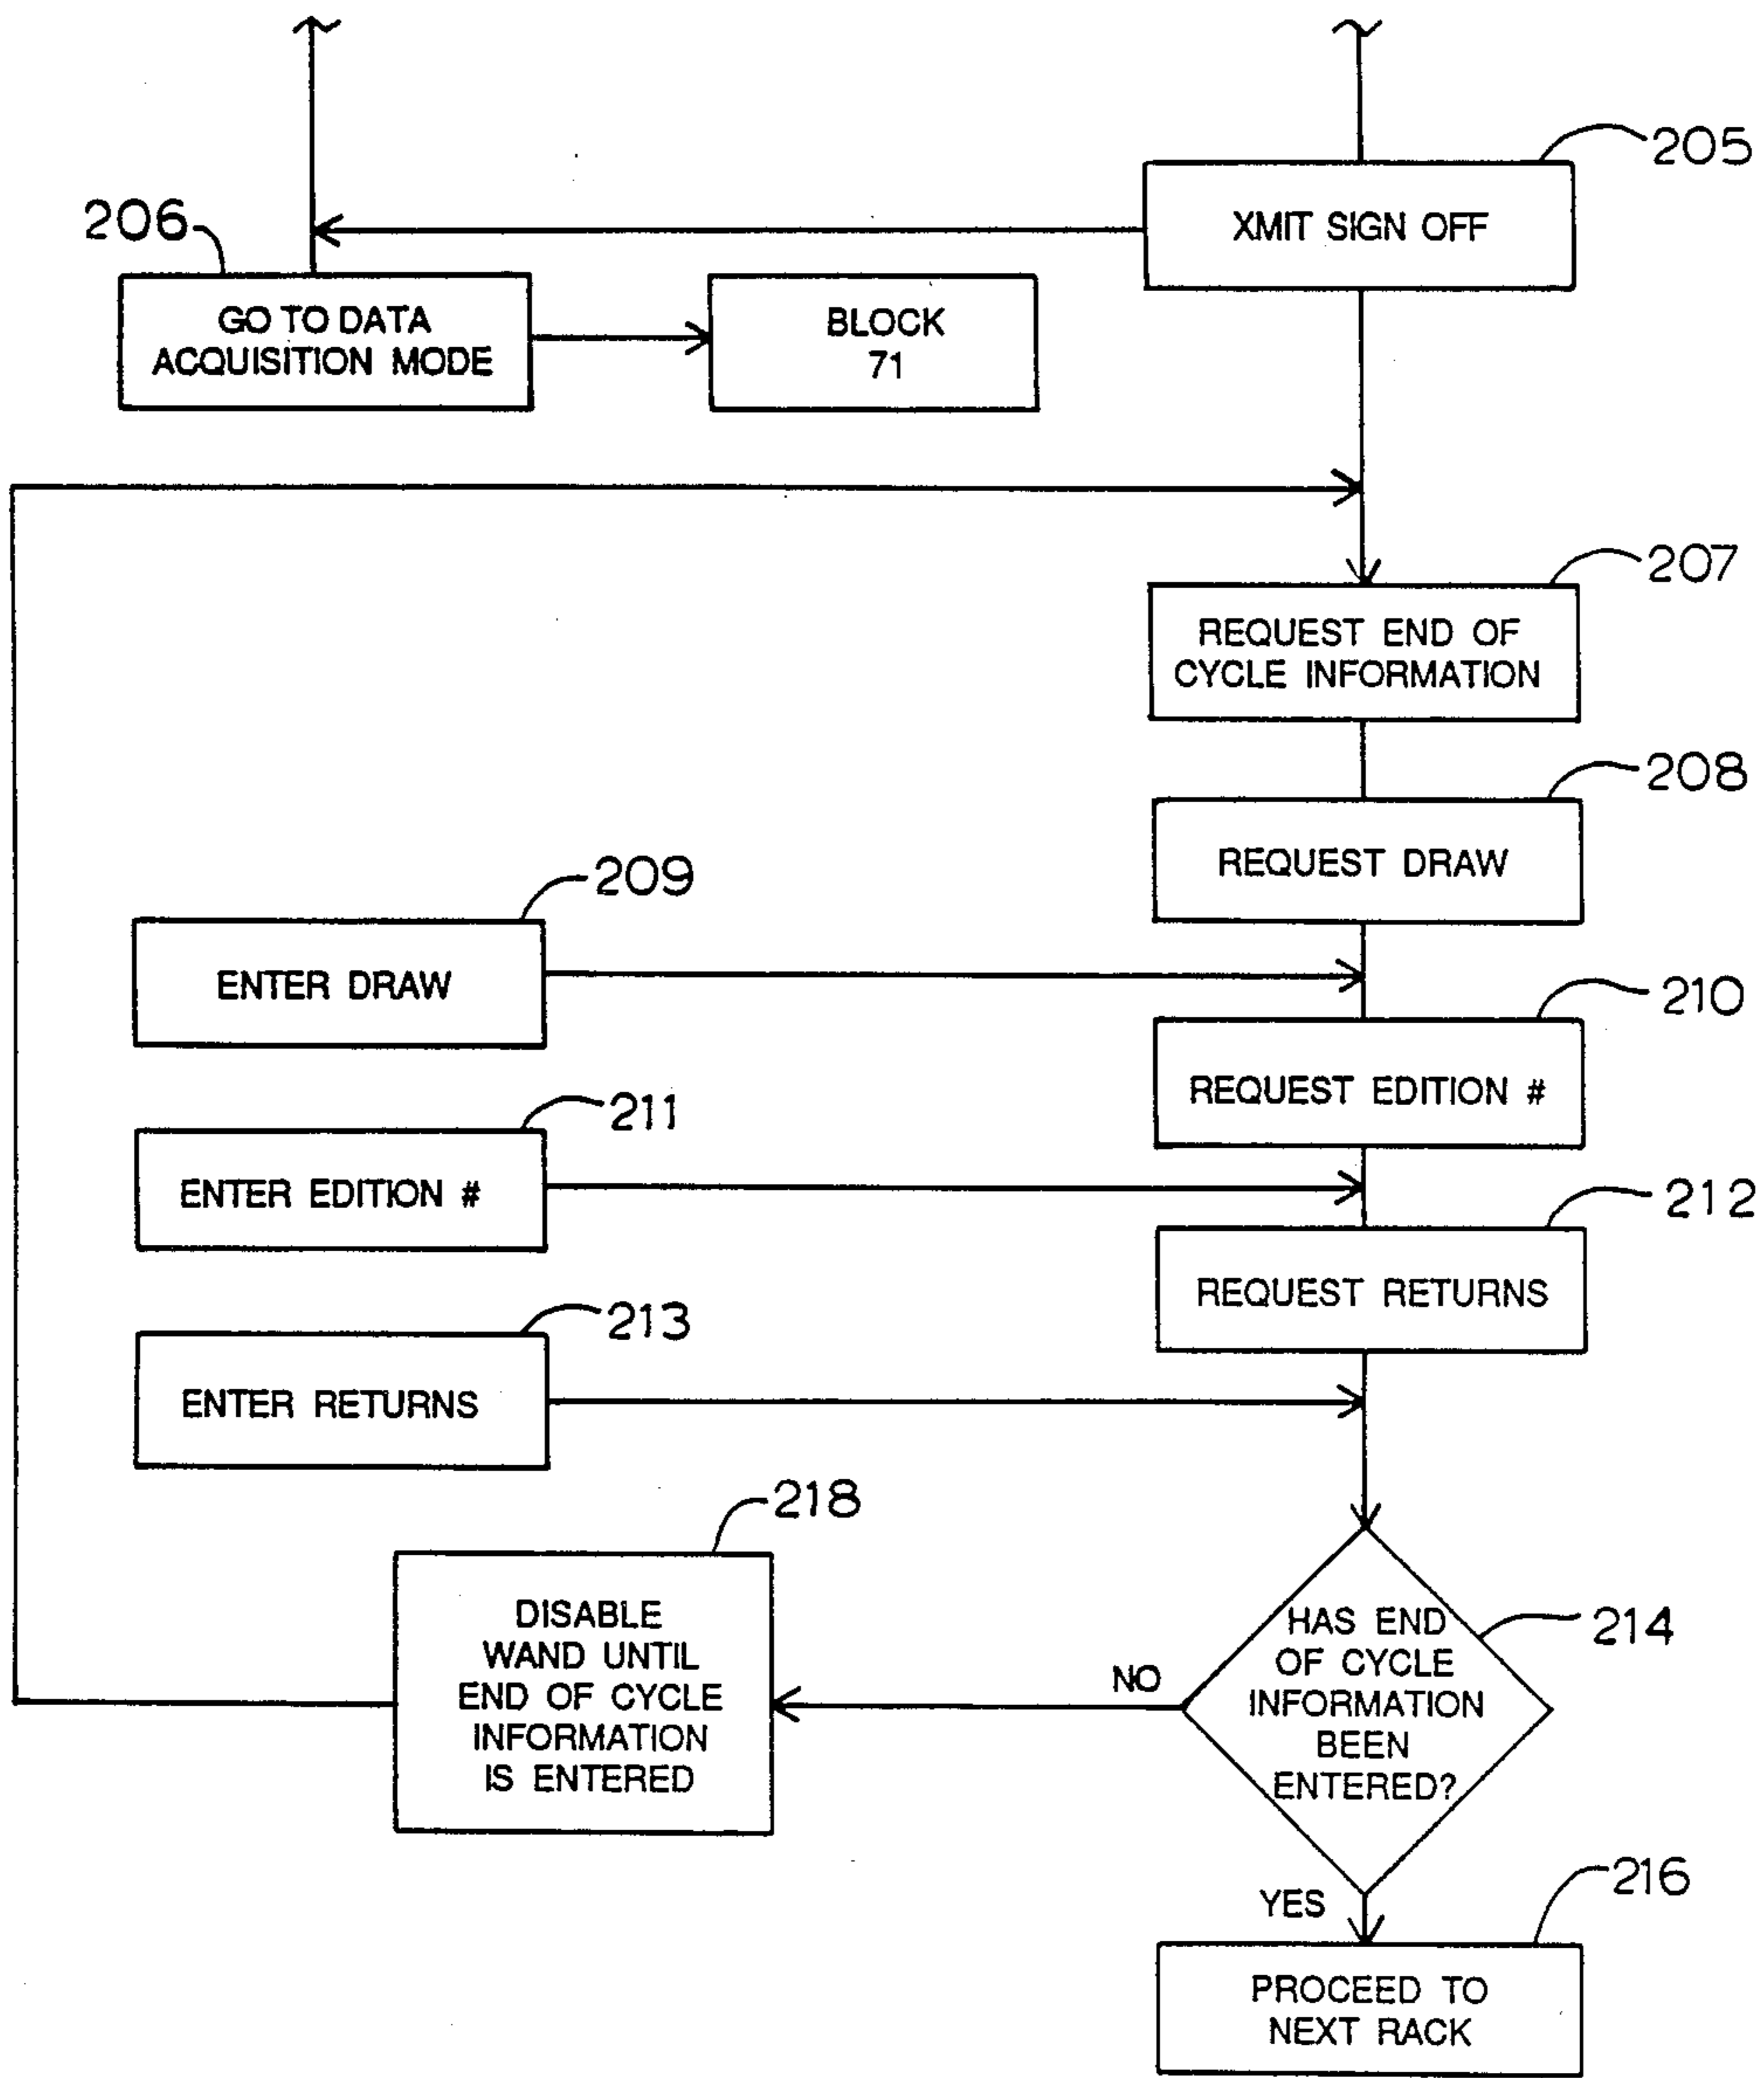 205
XMIT SIGN OFF
206
GO TO DATA
ACQUISITION MODE
BLOCK
71
207
REQUEST END OF
CYCLE INFORMATION
208
REQUEST DRAW
209
ENTER DRAW
210
REQUEST EDITION #
211
ENTER EDITION #
212
REQUEST RETURNS
213
ENTER RETURNS
218
DISABLE
WAND UNTIL
END OF CYCLE
INFORMATION
IS ENTERED
NO
214
HAS END
OF CYCLE
INFORMATION
BEEN
ENTERED?
YES
216
PROCEED TO
NEXT RACK